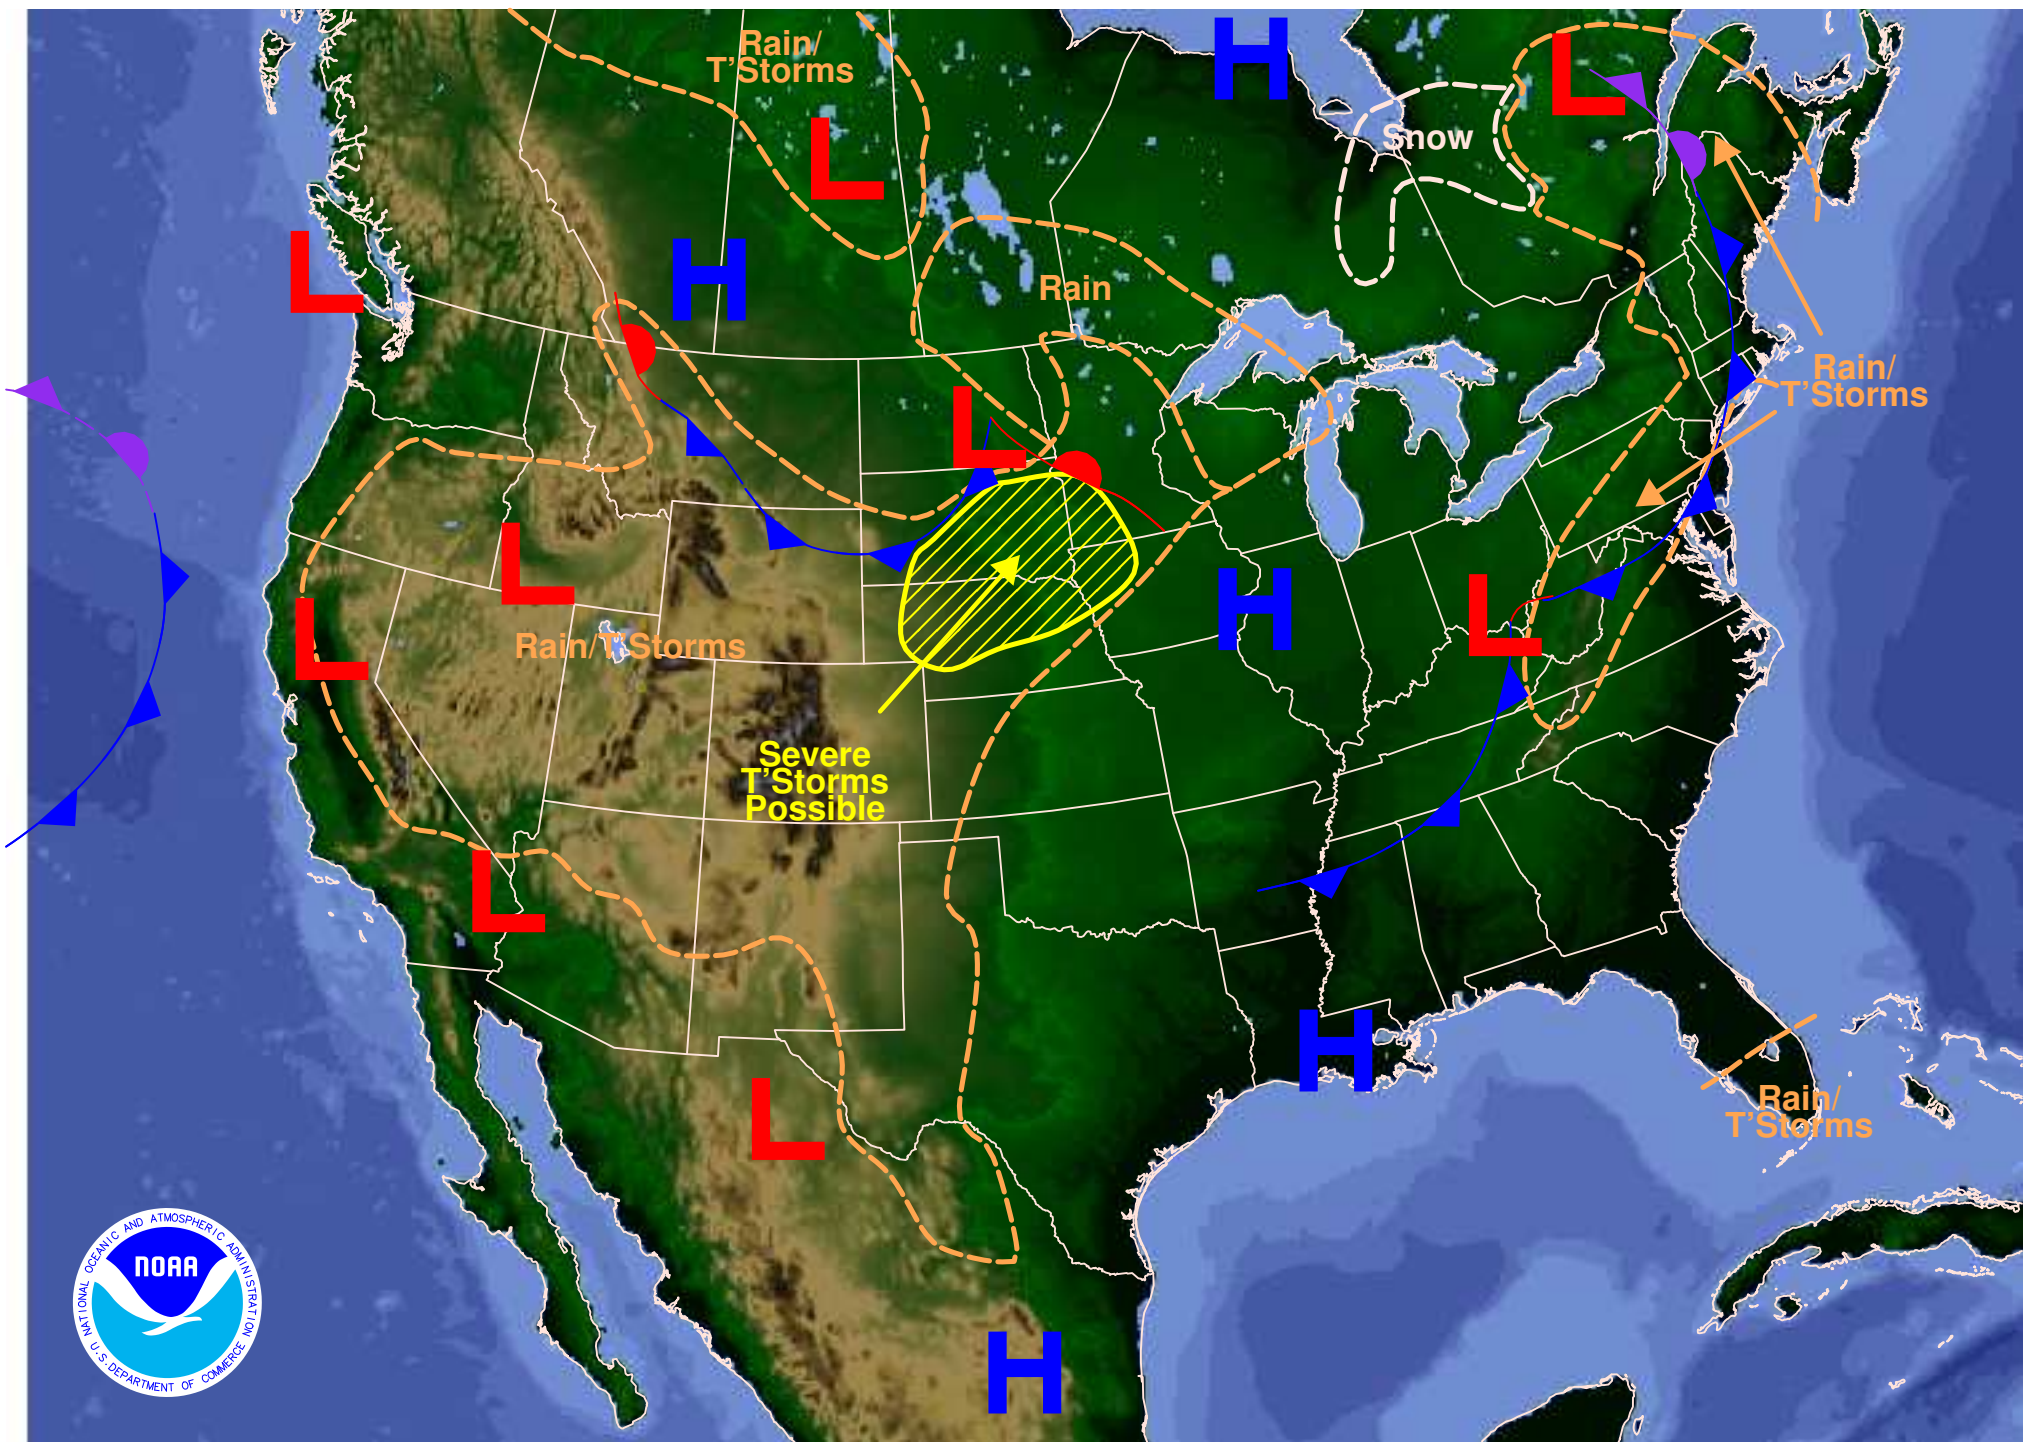 Rain/
T'Storms
H
L
Snow
L
L
H
Rain
Rain/
T'Storms
L
L
L
Rain/T'Storms
H
L
Severe
T'Storms
Possible
L
H
L
Rain/
T'Storms
H
NATIONAL OCEANIC AND ATMOSPHERIC ADMINISTRATION
NOAA
U.S. DEPARTMENT OF COMMERCE